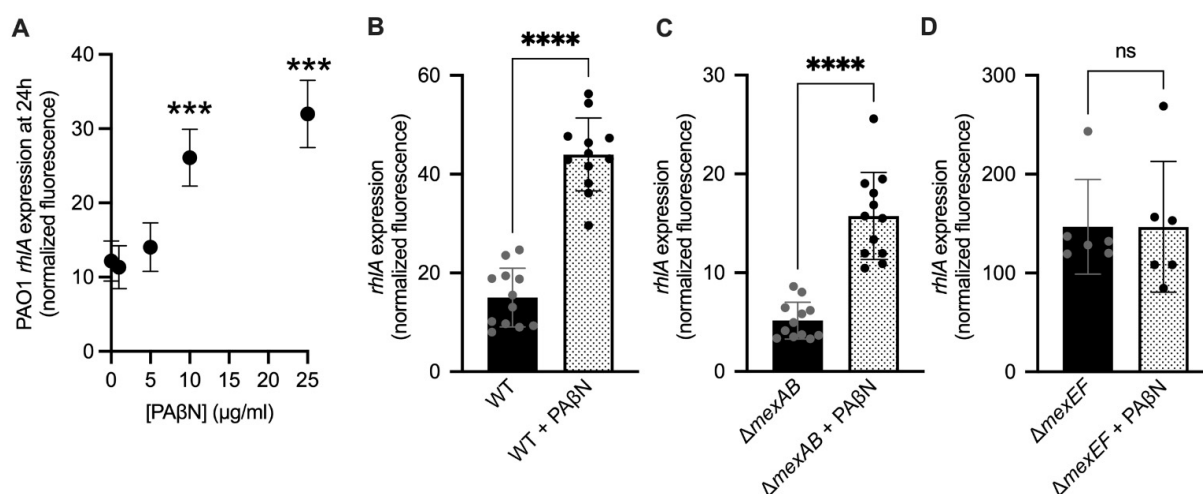 A
PAO1 rhlA expression at 24h
(normalized fluorescence)
40
30
20
10
0
***
***
0
5
10
15
20
25
[PAβN] (µg/ml)
B
rhlA expression
(normalized fluorescence)
60
40
20
0
****
WT
WT + PAβN
C
rhlA expression
(normalized fluorescence)
30
20
10
0
****
ΔmexAB
ΔmexAB + PAβN
D
rhlA expression
(normalized fluorescence)
300
200
100
0
ns
ΔmexEF
ΔmexEF + PAβN